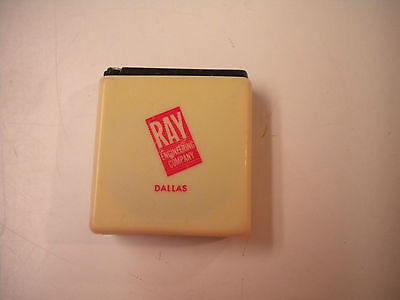 RAY
ENGINEERING
COMPANY
DALLAS